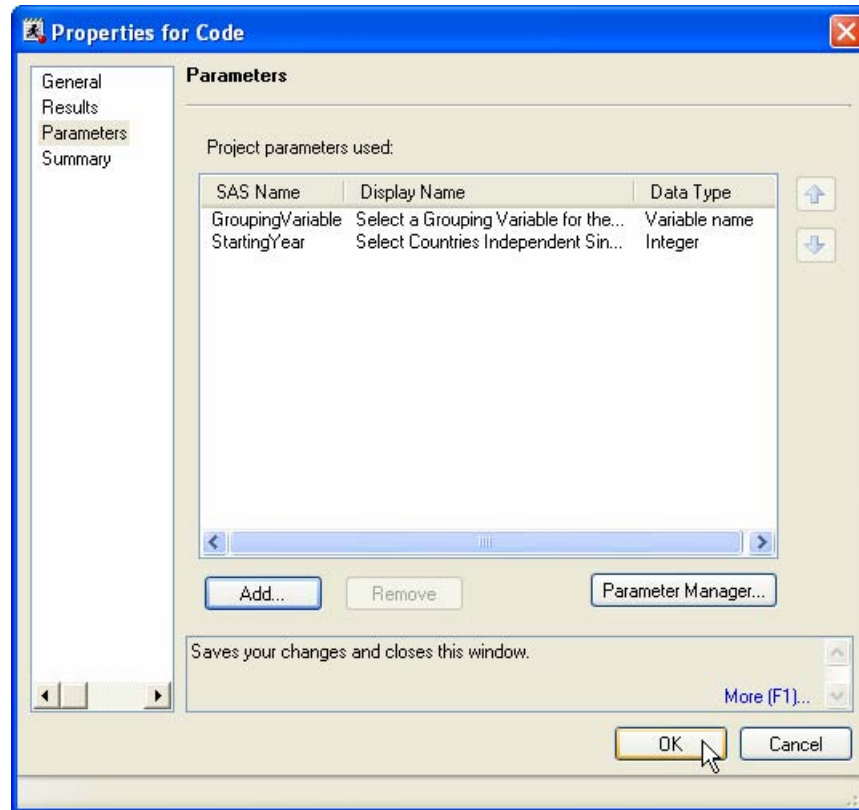 Properties for Code
General
Results
Parameters
Summary
Parameters
Project parameters used:
SAS Name Display Name Data Type
GroupingVariable Select a Grouping Variable for the... Variable name
StartingYear Select Countries Independent Sin... Integer
Add... Remove Parameter Manager...
Saves your changes and closes this window.
More (F1)...
OK Cancel